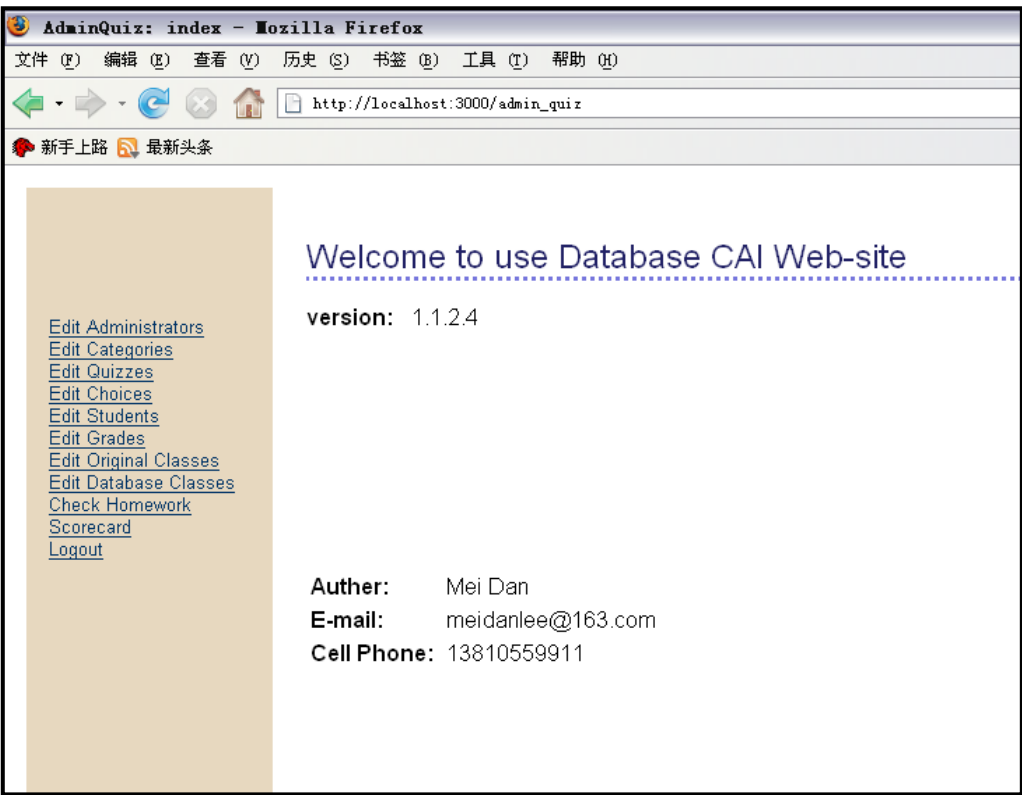 AdminQuiz: index - Mozilla Firefox
文件 (F) 编辑 (E) 查看 (V) 历史 (S) 书签 (B) 工具 (T) 帮助 (H)
http://localhost:3000/admin_quiz
新手上路 最新头条
Welcome to use Database CAI Web-site
version: 1.1.2.4
Edit Administrators
Edit Categories
Edit Quizzes
Edit Choices
Edit Students
Edit Grades
Edit Original Classes
Edit Database Classes
Check Homework
Scorecard
Logout
Auther: Mei Dan
E-mail: meidanlee@163.com
Cell Phone: 13810559911